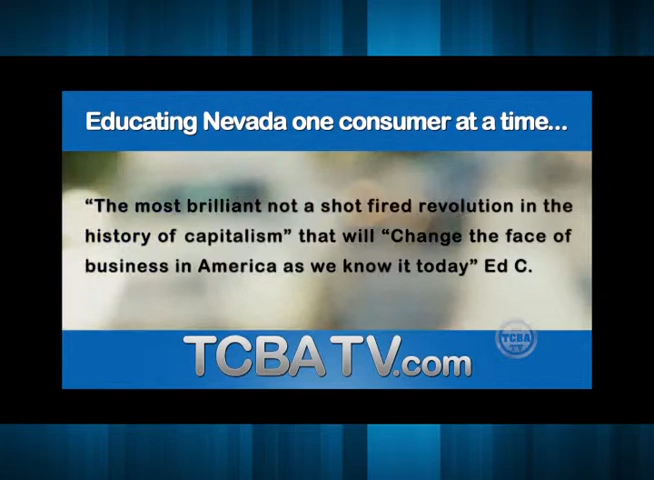 Educating Nevada one consumer at a time...
“The most brilliant not a shot fired revolution in the
history of capitalism” that will “Change the face of
business in America as we know it today” Ed C.
TCBA
TV
TCBATV.com